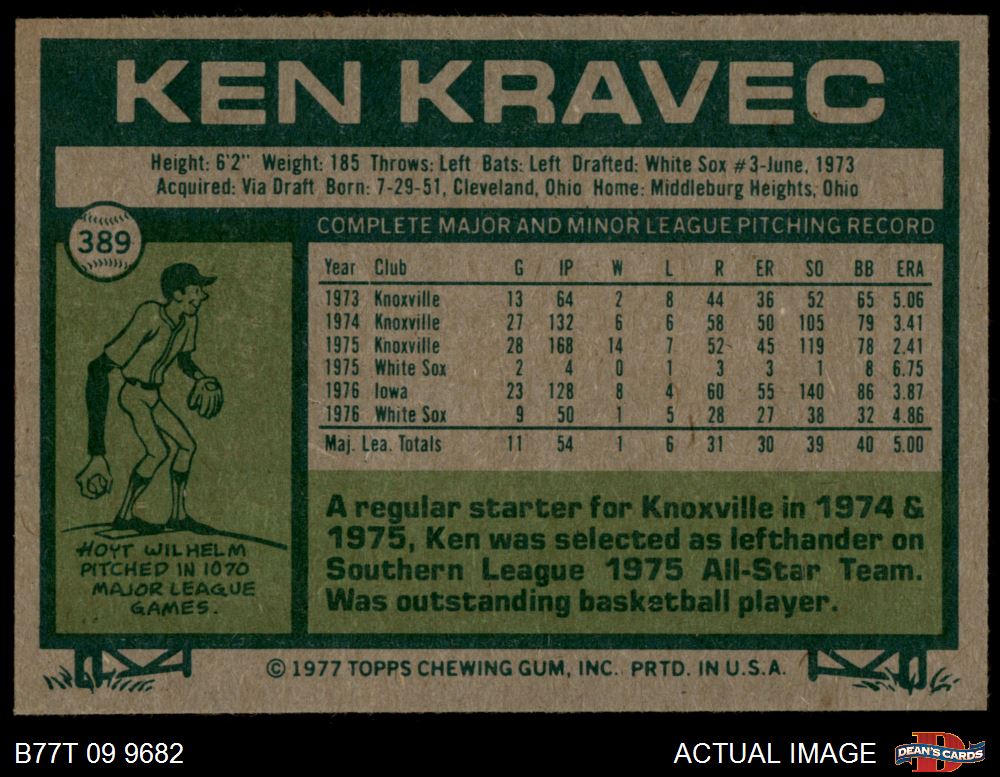 KEN KRAVEC
Height: 6'2" Weight: 185 Throws: Left Bats: Left Drafted: White Sox #3-June, 1973
Acquired: Via Draft Born: 7-29-51, Cleveland, Ohio Home: Middleburg Heights, Ohio
389
COMPLETE MAJOR AND MINOR LEAGUE PITCHING RECORD
Year Club G IP W L R ER SO BB ERA
1973 Knoxville 13 64 2 8 44 36 52 65 5.06
1974 Knoxville 27 132 6 6 58 50 105 79 3.41
1975 Knoxville 28 168 14 7 52 45 119 78 2.41
1975 White Sox 2 4 0 1 3 3 1 8 6.75
1976 Iowa 23 128 8 4 60 55 140 86 3.87
1976 White Sox 9 50 1 5 28 27 38 32 4.86
Maj. Lea. Totals 11 54 1 6 31 30 39 40 5.00
HOYT WILHELM
PITCHED IN 1070
MAJOR LEAGUE
GAMES.
A regular starter for Knoxville in 1974 &
1975, Ken was selected as lefthander on
Southern League 1975 All-Star Team.
Was outstanding basketball player.
© 1977 TOPPS CHEWING GUM, INC. PRTD. IN U.S.A.
B77T 09 9682
ACTUAL IMAGE
DEAN'S CARDS